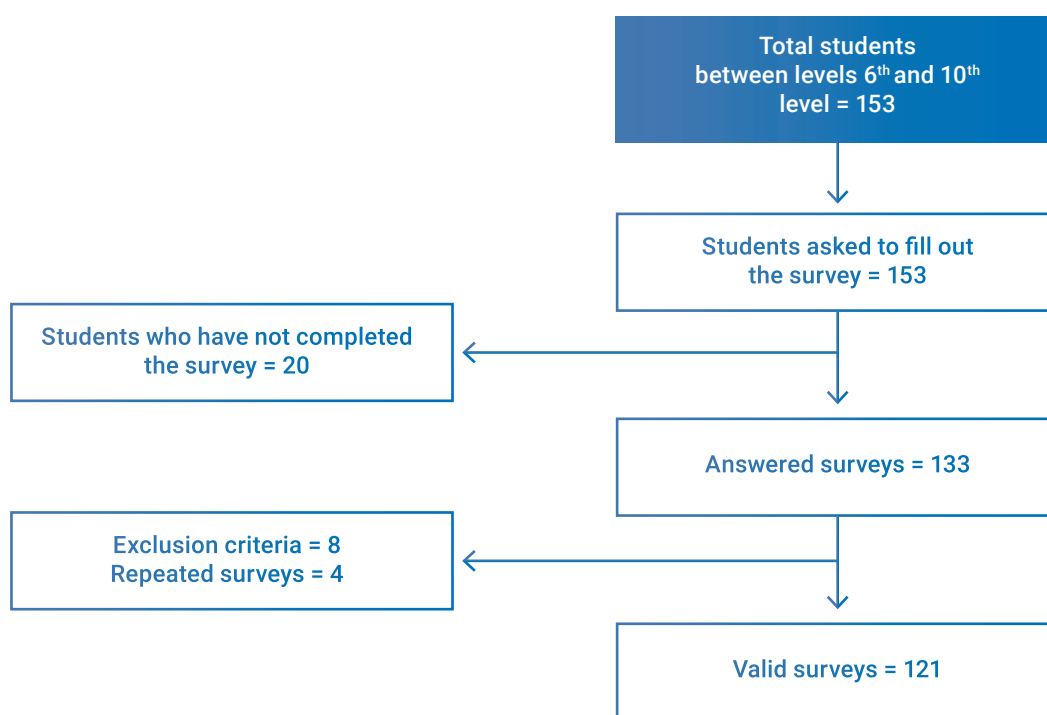 Total students
between levels 6th and 10th
level = 153
Students asked to fill out
the survey = 153
Students who have not completed
the survey = 20
Answered surveys = 133
Exclusion criteria = 8
Repeated surveys = 4
Valid surveys = 121